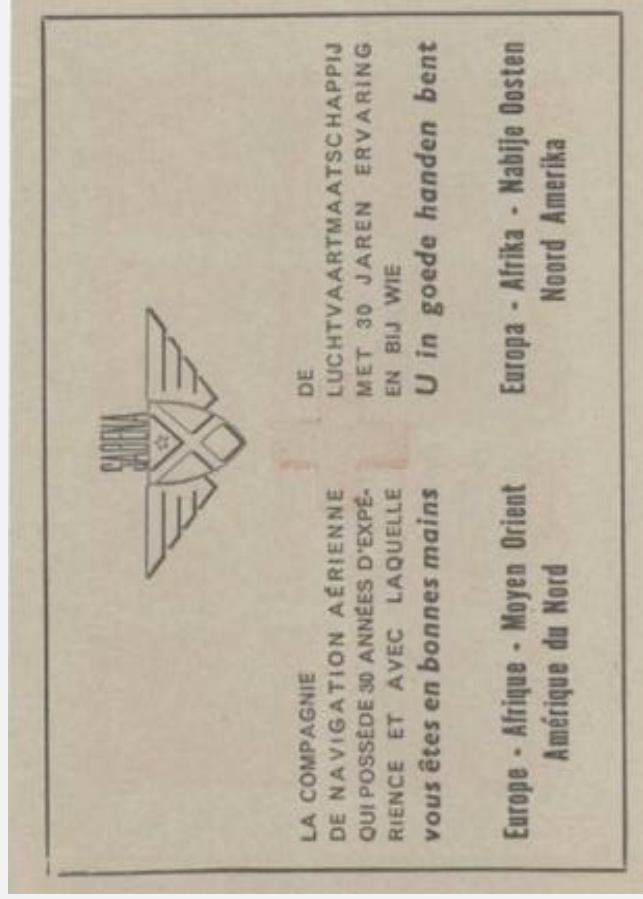 SABENA
LA COMPAGNIE
DE NAVIGATION AÉRIENNE
QUI POSSÈDE 30 ANNÉES D'EXPÉ-
RIENCE ET AVEC LAQUELLE
vous êtes en bonnes mains
Europe - Afrique - Moyen Orient
Amérique du Nord
DE
LUCHTVAARTMAATSCHAPPIJ
MET 30 JAREN ERVARING
EN BIJ WIE
U in goede handen bent
Europa - Afrika - Nabije Oosten
Noord Amerika